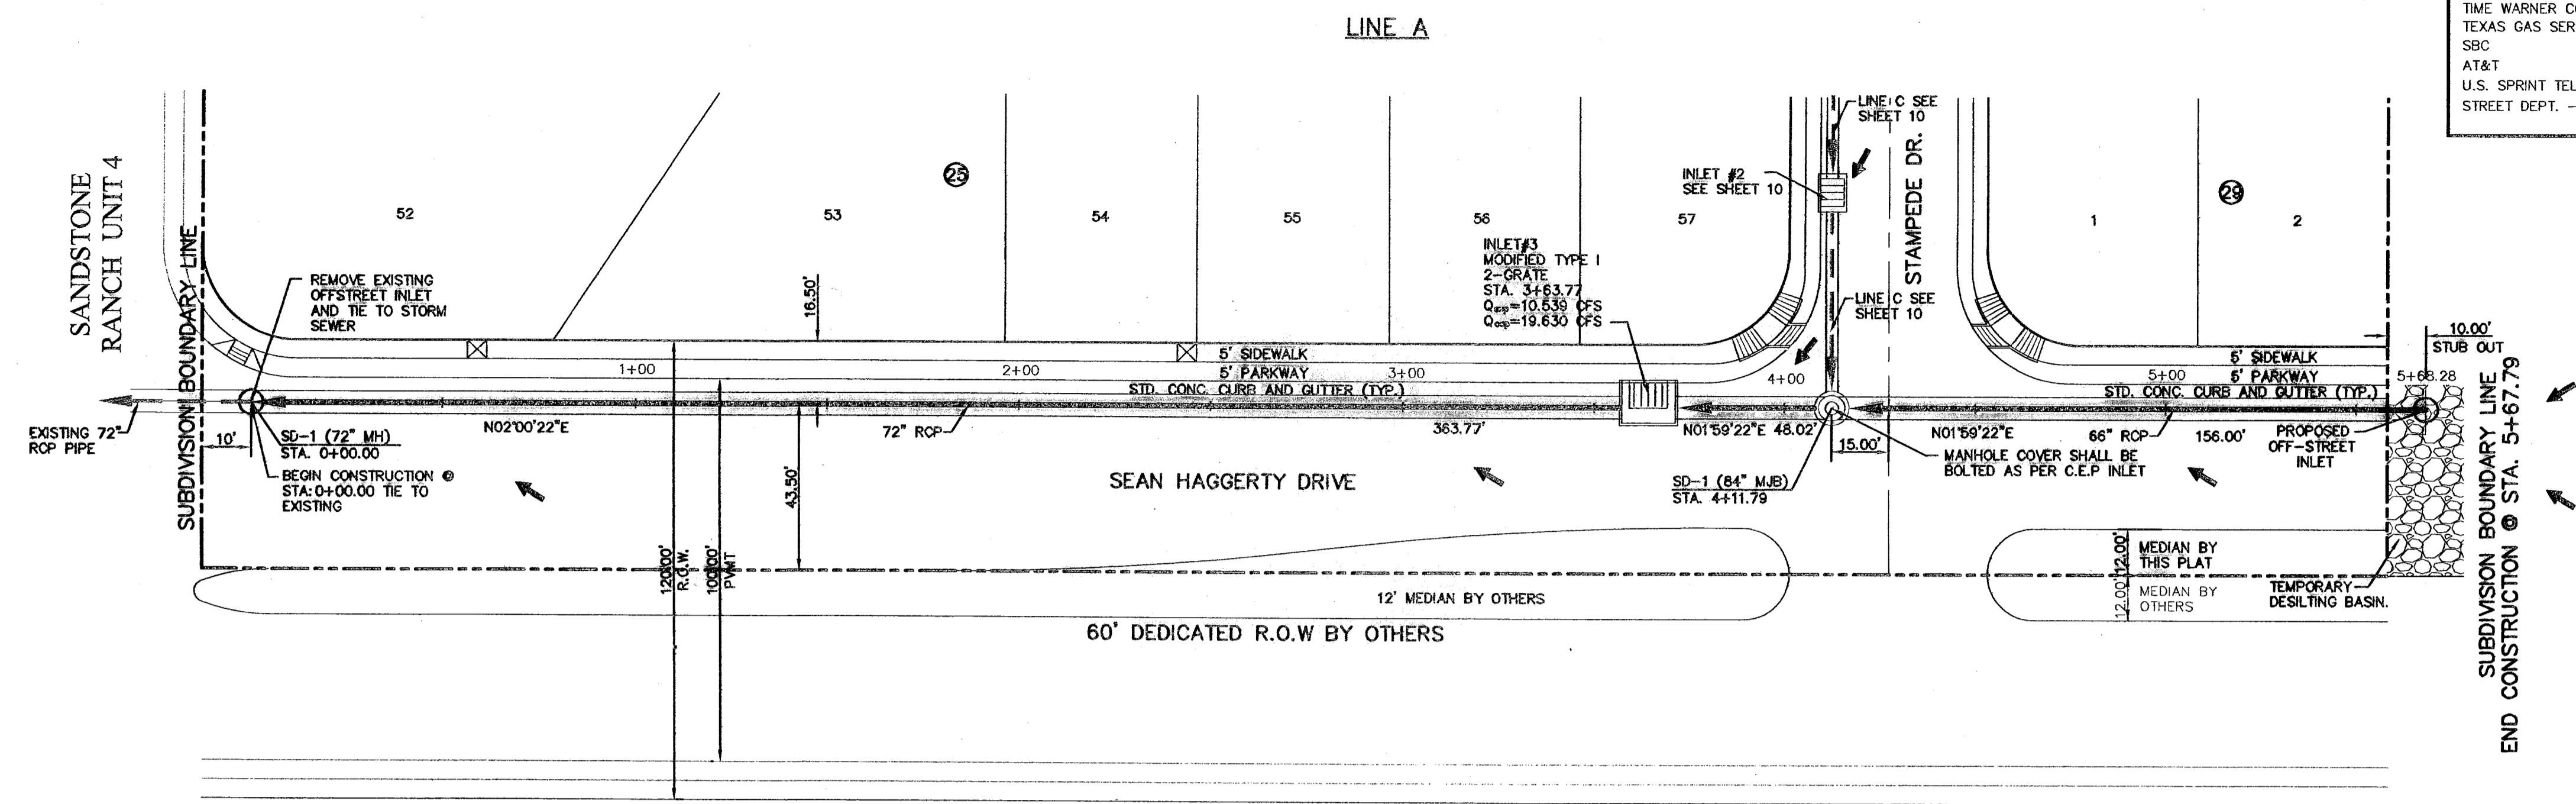 LINE A
TIME WARNER
TEXAS GAS
SBC
AT&T
U.S. SPRINT
STREET DEPT. -
SANDSTONE
RANCH UNIT 4
SUBDIVISION BOUNDARY LINE
52
53
25
54
55
56
57
1
2
29
REMOVE EXISTING
OFFSTREET INLET
AND TIE TO STORM
SEWER
16.50'
INLET#3
MODIFIED TYPE I
2-GRATE
STA. 3+63.77
=10.539 CFS
=19.630 CFS
INLET #2
SEE SHEET 10
LINE C SEE
SHEET 10
STAMPEDE DR.
LINE C SEE
SHEET 10
10.00'
STUB OUT
5' SIDEWALK
5' PARKWAY
STD. CONC. CURB AND GUTTER (TYP.)
5' SIDEWALK
5' PARKWAY
STD. CONC. CURB AND GUTTER (TYP.)
1+00
2+00
3+00
4+00
5+00
5+68.28
EXISTING 72"
RCP PIPE
10'
SD-1 (72" MH)
STA. 0+00.00
BEGIN CONSTRUCTION @
STA: 0+00.00 TIE TO
EXISTING
N02°00'22"E
72" RCP
363.77'
N01°59'22"E 48.02'
15.00'
N01°59'22"E
66" RCP
156.00'
PROPOSED
OFF-STREET
INLET
MANHOLE COVER SHALL BE
BOLTED AS PER C.E.P INLET
SD-1 (84" MJB)
STA. 4+11.79
43.50'
SEAN HAGGERTY DRIVE
120.00'
R.O.W.
100.00'
PVMT
12' MEDIAN BY OTHERS
60' DEDICATED R.O.W BY OTHERS
12.00'
MEDIAN BY
THIS PLAT
12.00'
MEDIAN BY
OTHERS
TEMPORARY
DESILTING BASIN.
SUBDIVISION BOUNDARY LINE
END CONSTRUCTION @ STA. 5+67.79